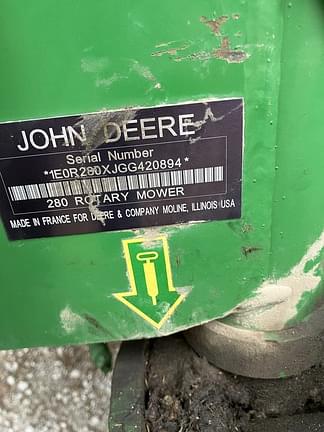 JOHN DEERE
Serial Number
*1E0R280XJGG420894*
280 ROTARY MOWER
MADE IN FRANCE FOR DEERE & COMPANY MOLINE, ILLINOIS USA